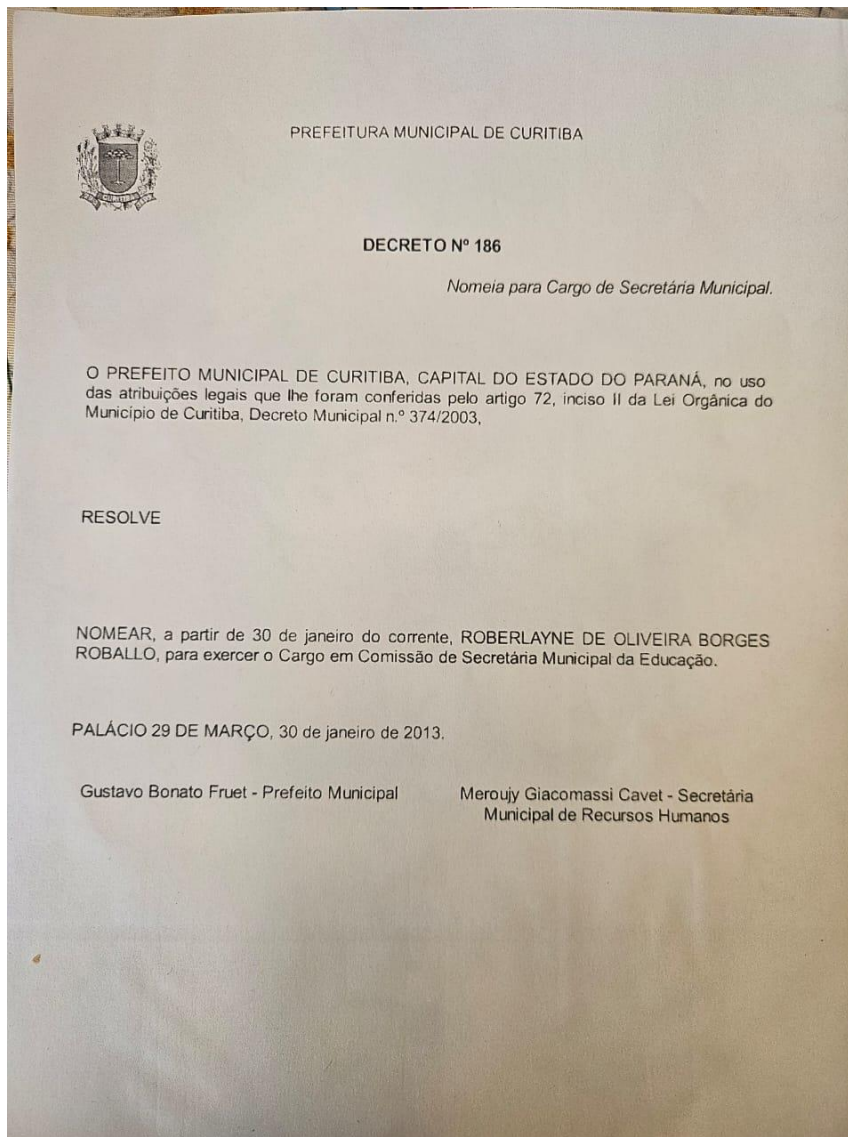 PREFEITURA MUNICIPAL DE CURITIBA
CURITIBA
DECRETO Nº 186
Nomeia para Cargo de Secretária Municipal.
O PREFEITO MUNICIPAL DE CURITIBA, CAPITAL DO ESTADO DO PARANÁ, no uso
das atribuições legais que lhe foram conferidas pelo artigo 72, inciso II da Lei Orgânica do
Município de Curitiba, Decreto Municipal n.º 374/2003,
RESOLVE
NOMEAR, a partir de 30 de janeiro do corrente, ROBERLAYNE DE OLIVEIRA BORGES
ROBALLO, para exercer o Cargo em Comissão de Secretária Municipal da Educação.
PALÁCIO 29 DE MARÇO, 30 de janeiro de 2013.
Gustavo Bonato Fruet - Prefeito Municipal
Meroujy Giacomassi Cavet - Secretária
Municipal de Recursos Humanos